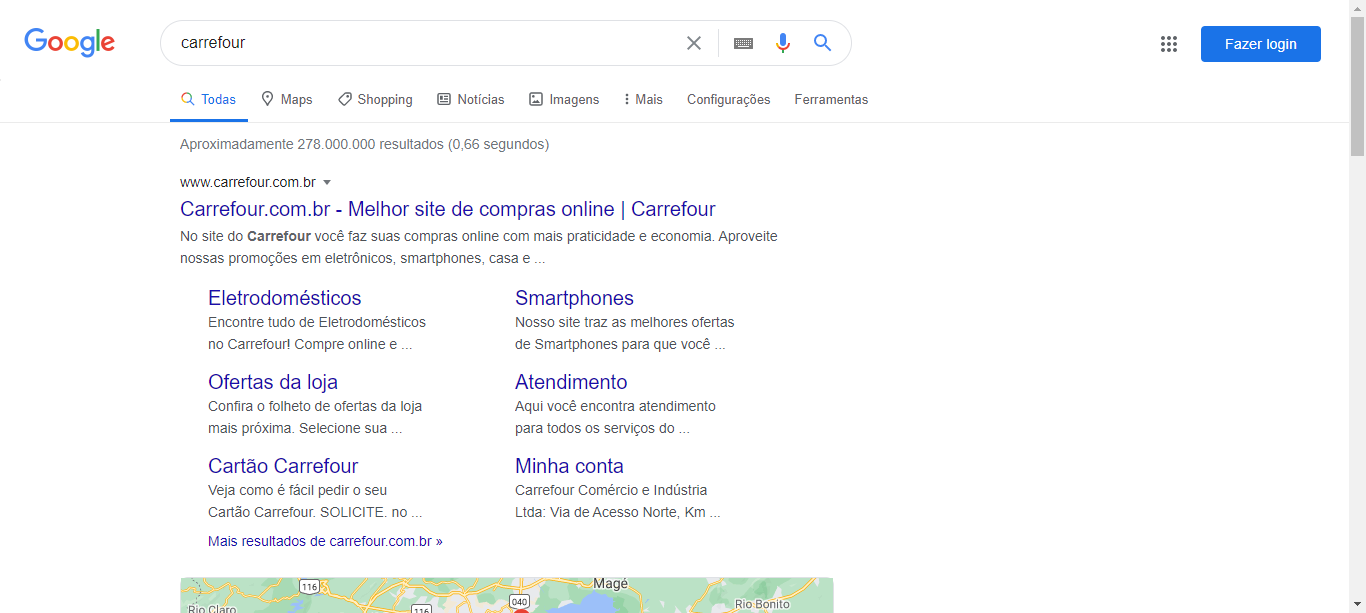 Google
carrefour
Fazer login
Todas Maps Shopping Notícias Imagens Mais Configurações Ferramentas
Aproximadamente 278.000.000 resultados (0,66 segundos)
www.carrefour.com.br
Carrefour.com.br - Melhor site de compras online | Carrefour
No site do Carrefour você faz suas compras online com mais praticidade e economia. Aproveite
nossas promoções em eletrônicos, smartphones, casa e ...
Eletrodomésticos
Encontre tudo de Eletrodomésticos
no Carrefour! Compre online e ...
Smartphones
Nosso site traz as melhores ofertas
de Smartphones para que você ...
Ofertas da loja
Confira o folheto de ofertas da loja
mais próxima. Selecione sua ...
Atendimento
Aqui você encontra atendimento
para todos os serviços do ...
Cartão Carrefour
Veja como é fácil pedir o seu
Cartão Carrefour. SOLICITE. no ...
Minha conta
Carrefour Comércio e Indústria
Ltda: Via de Acesso Norte, Km ...
Mais resultados de carrefour.com.br »
116
Magé
040
116
Rio Claro
Rio Bonito